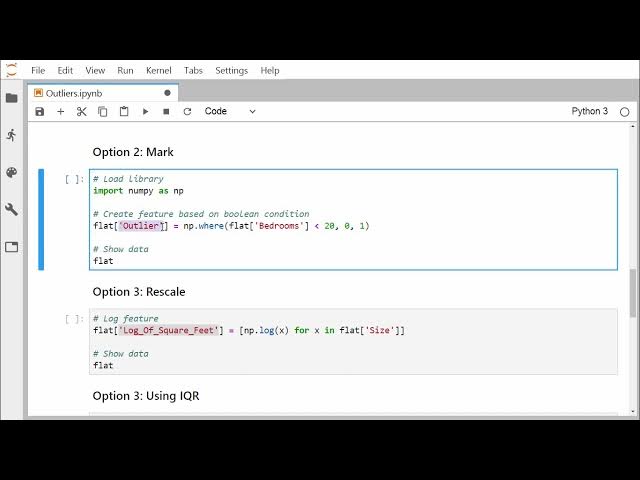 File Edit View Run Kernel Tabs Settings Help
Outliers.ipynb
Code Python 3
Option 2: Mark
[ ]:
# Load library
import numpy as np
# Create feature based on boolean condition
flat['Outlier'] = np.where(flat['Bedrooms'] < 20, 0, 1)
# Show data
flat
Option 3: Rescale
[ ]:
# Log feature
flat['Log_Of_Square_Feet'] = [np.log(x) for x in flat['Size']]
# Show data
flat
Option 3: Using IQR